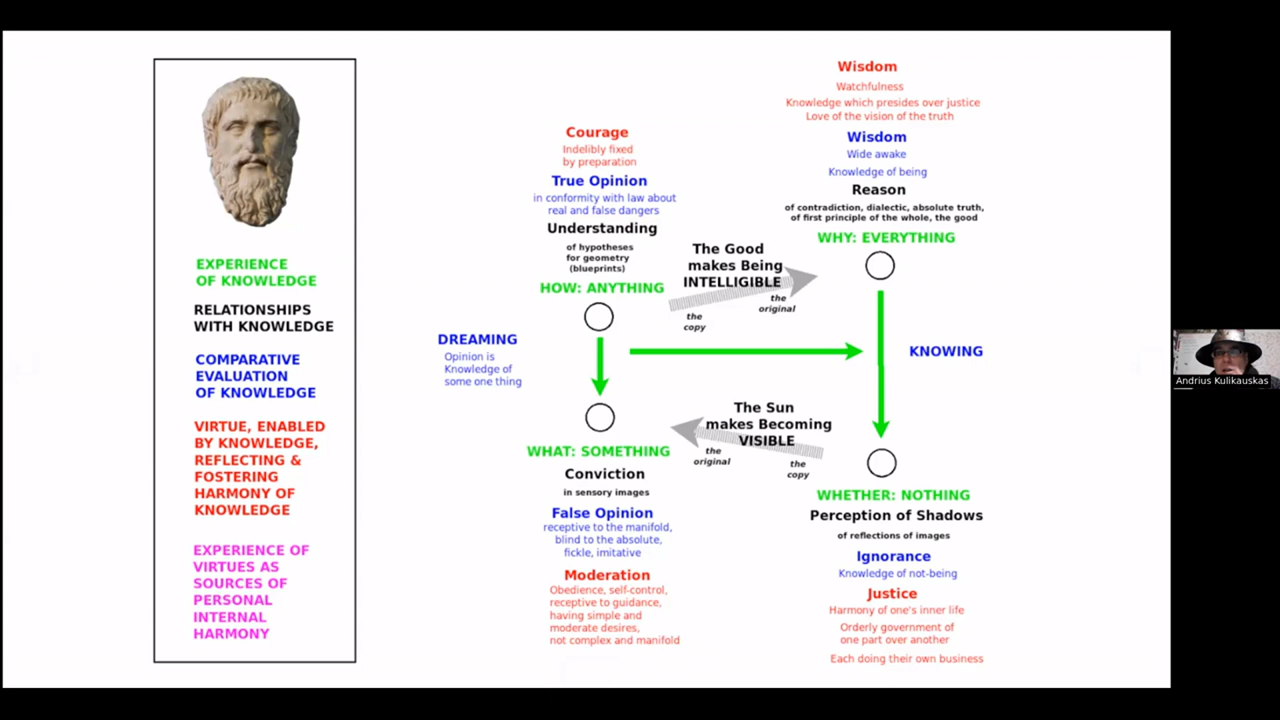 EXPERIENCE
OF KNOWLEDGE
RELATIONSHIPS
WITH KNOWLEDGE
COMPARATIVE
EVALUATION
OF KNOWLEDGE
VIRTUE, ENABLED
BY KNOWLEDGE,
REFLECTING &
FOSTERING
HARMONY OF
KNOWLEDGE
EXPERIENCE OF
VIRTUES AS
SOURCES OF
PERSONAL
INTERNAL
HARMONY
Courage
Indelibly fixed
by preparation
True Opinion
in conformity with law about
real and false dangers
Understanding
of hypotheses
for geometry
(blueprints)
HOW: ANYTHING
DREAMING
Opinion is
Knowledge of
some one thing
WHAT: SOMETHING
Conviction
in sensory images
False Opinion
receptive to the manifold,
blind to the absolute,
fickle, imitative
Moderation
Obedience, self-control,
receptive to guidance,
having simple and
moderate desires,
not complex and manifold
The Good
makes Being
INTELLIGIBLE
the
copy
the
original
The Sun
makes Becoming
VISIBLE
the
original
the
copy
Wisdom
Watchfulness
Knowledge which presides over justice
Love of the vision of the truth
Wisdom
Wide awake
Knowledge of being
Reason
of contradiction, dialectic, absolute truth,
of first principle of the whole, the good
WHY: EVERYTHING
KNOWING
WHETHER: NOTHING
Perception of Shadows
of reflections of images
Ignorance
Knowledge of not-being
Justice
Harmony of one's inner life
Orderly government of
one part over another
Each doing their own business
Andrius Kulikauskas